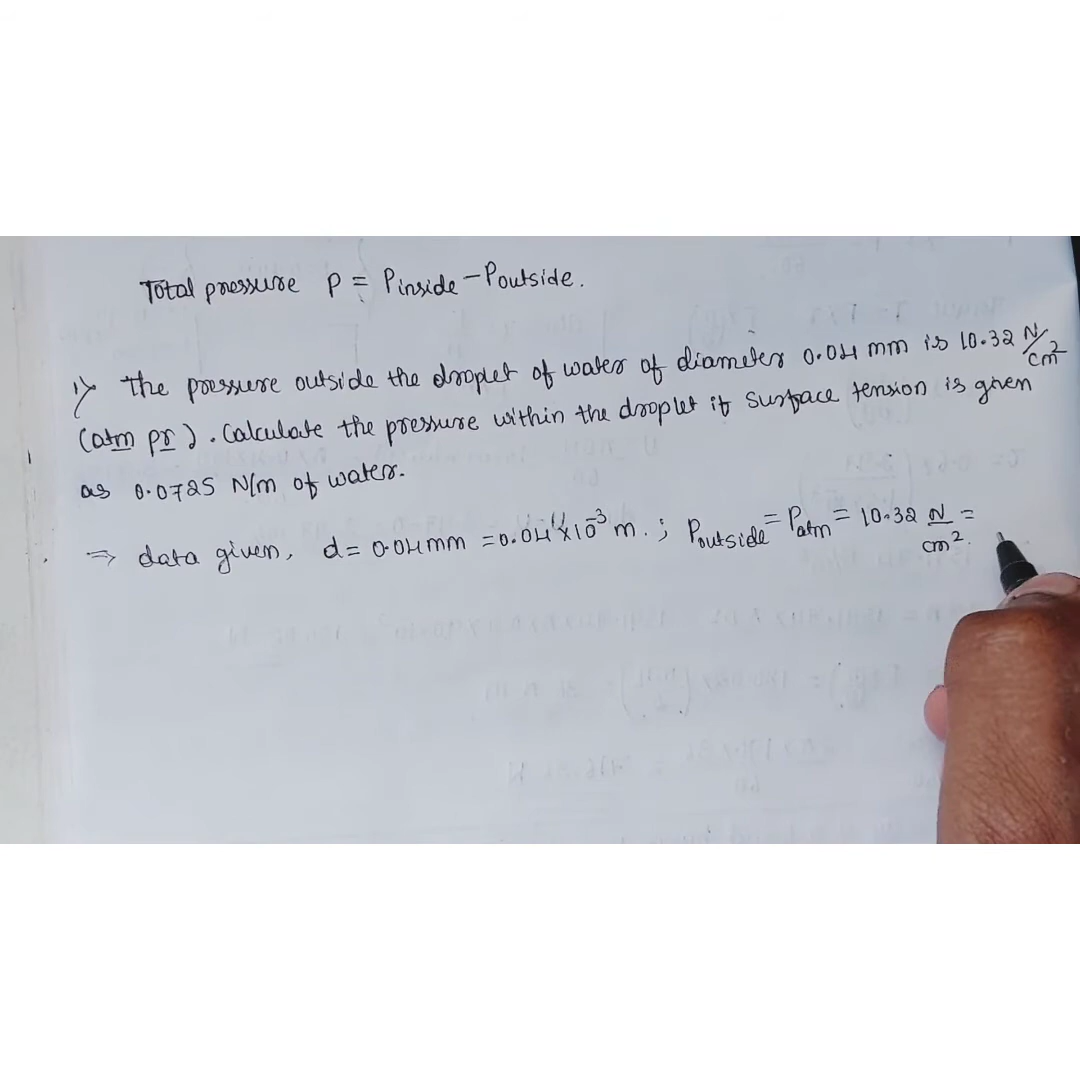 Total pressure P = Pinside - Poutside.
1) The pressure outside the droplet of water of diameter 0.04 mm is 10.32 N/cm²
(atm pr). Calculate the pressure within the droplet if surface tension is given
as 0.0725 N/m of water.
⇒ data given, d = 0.04mm = 0.04 × 10⁻³ m. ; Poutside = Patm = 10.32 N/cm². =